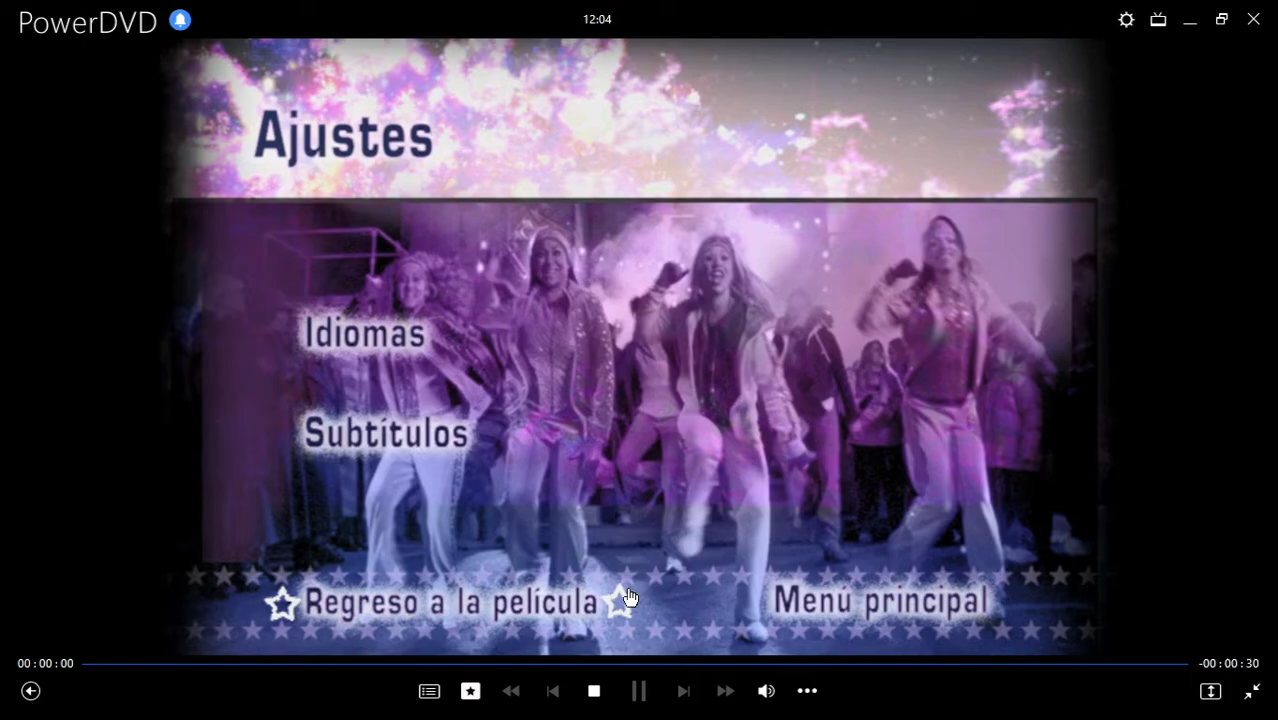 PowerDVD
12:04
Ajustes
Idiomas
Subtítulos
Regreso a la película
Menú principal
00:00:00
-00:00:30